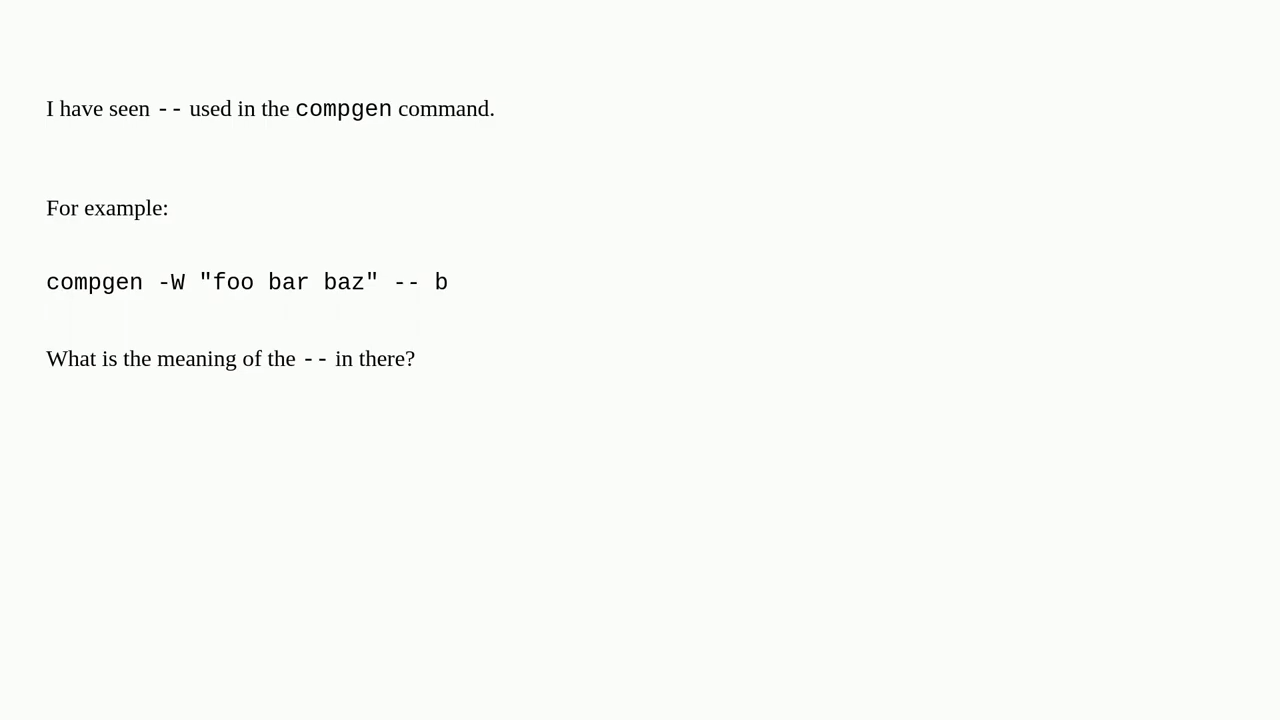 I have seen -- used in the compgen command.
For example:
compgen -W "foo bar baz" -- b
What is the meaning of the -- in there?